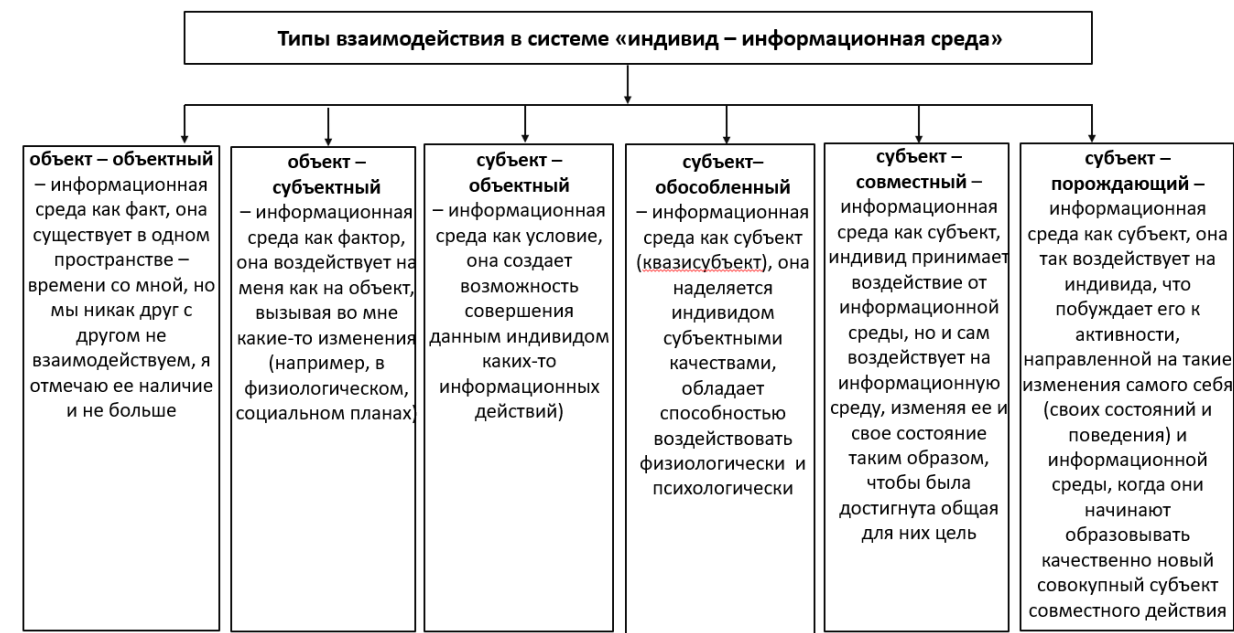 Типы взаимодействия в системе «индивид – информационная среда»
объект – объектный
– информационная
среда как факт, она
существует в одном
пространстве –
времени со мной, но
мы никак друг с
другом не
взаимодействуем, я
отмечаю ее наличие
и не больше
объект –
субъектный
– информационная
среда как фактор,
она воздействует на
меня как на объект,
вызывая во мне
какие-то изменения
(например, в
физиологическом,
социальном планах)
субъект –
объектный
– информационная
среда как условие,
она создает
возможность
совершения
данным индивидом
каких-то
информационных
действий)
субъект–
обособленный
– информационная
среда как субъект
(квазисубъект), она
наделяется
индивидом
субъектными
качествами,
обладает
способностью
воздействовать
физиологически и
психологически
субъект –
совместный –
информационная
среда как субъект,
индивид принимает
воздействие от
информационной
среды, но и сам
воздействует на
информационную
среду, изменяя ее и
свое состояние
таким образом,
чтобы была
достигнута общая
для них цель
субъект –
порождающий –
информационная
среда как субъект, она
так воздействует на
индивида, что
побуждает его к
активности,
направленной на такие
изменения самого себя
(своих состояний и
поведения) и
информационной
среды, когда они
начинают
образовывать
качественно новый
совокупный субъект
совместного действия